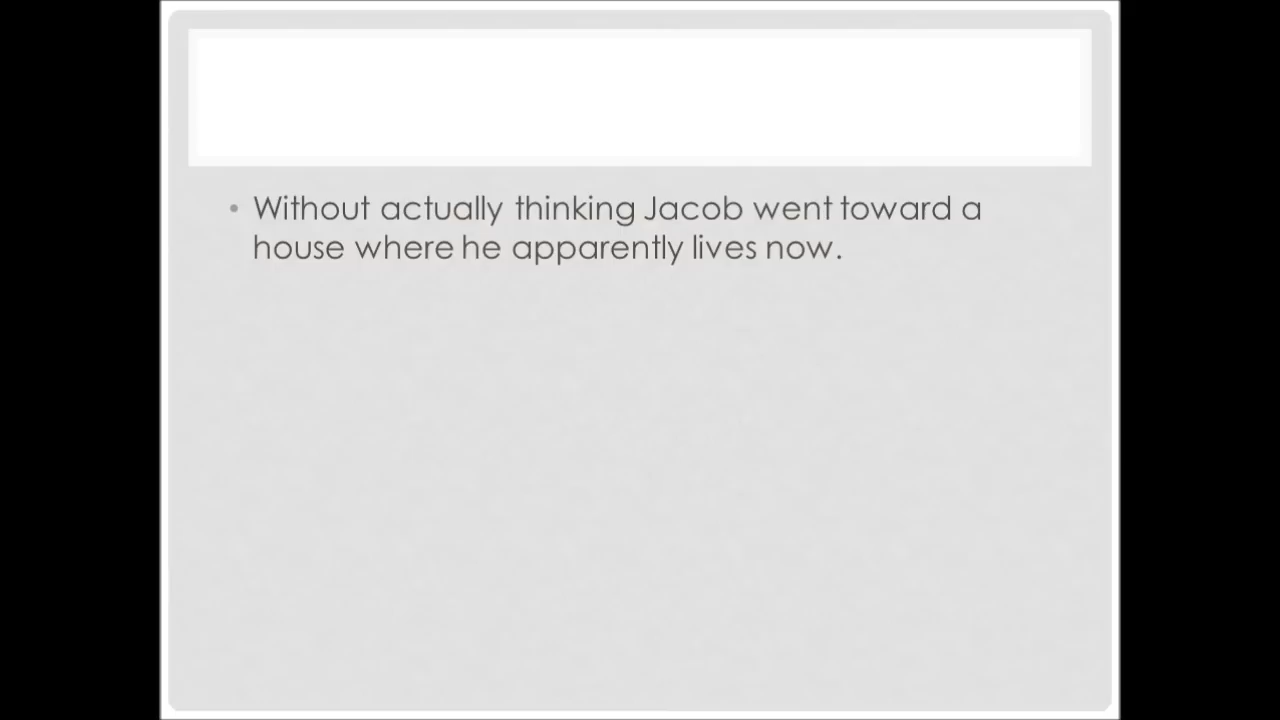 • Without actually thinking Jacob went toward a
house where he apparently lives now.